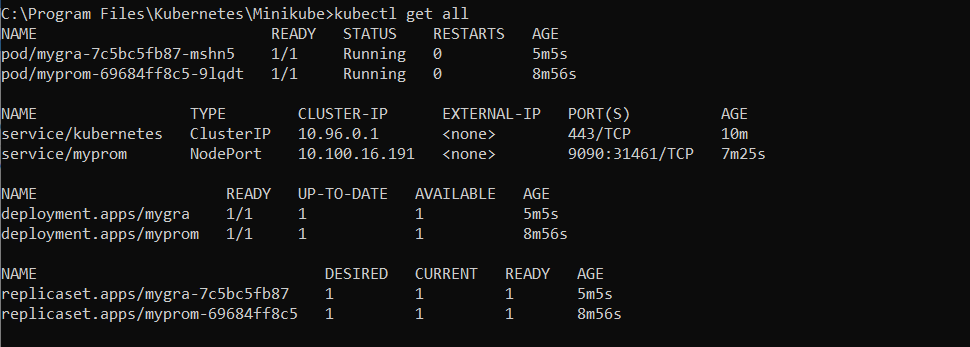 C:\Program Files\Kubernetes\Minikube>kubectl get all
NAME READY STATUS RESTARTS AGE
pod/mygra-7c5bc5fb87-mshn5 1/1 Running 0 5m5s
pod/myprom-69684ff8c5-9lqdt 1/1 Running 0 8m56s
NAME TYPE CLUSTER-IP EXTERNAL-IP PORT(S) AGE
service/kubernetes ClusterIP 10.96.0.1 <none> 443/TCP 10m
service/myprom NodePort 10.100.16.191 <none> 9090:31461/TCP 7m25s
NAME READY UP-TO-DATE AVAILABLE AGE
deployment.apps/mygra 1/1 1 1 5m5s
deployment.apps/myprom 1/1 1 1 8m56s
NAME DESIRED CURRENT READY AGE
replicaset.apps/mygra-7c5bc5fb87 1 1 1 5m5s
replicaset.apps/myprom-69684ff8c5 1 1 1 8m56s